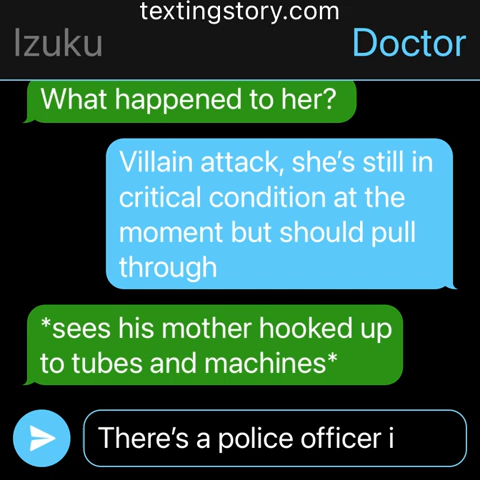 textingstory.com
Izuku Doctor
What happened to her?
Villain attack, she’s still in
critical condition at the
moment but should pull
through
*sees his mother hooked up
to tubes and machines*
There’s a police officer i